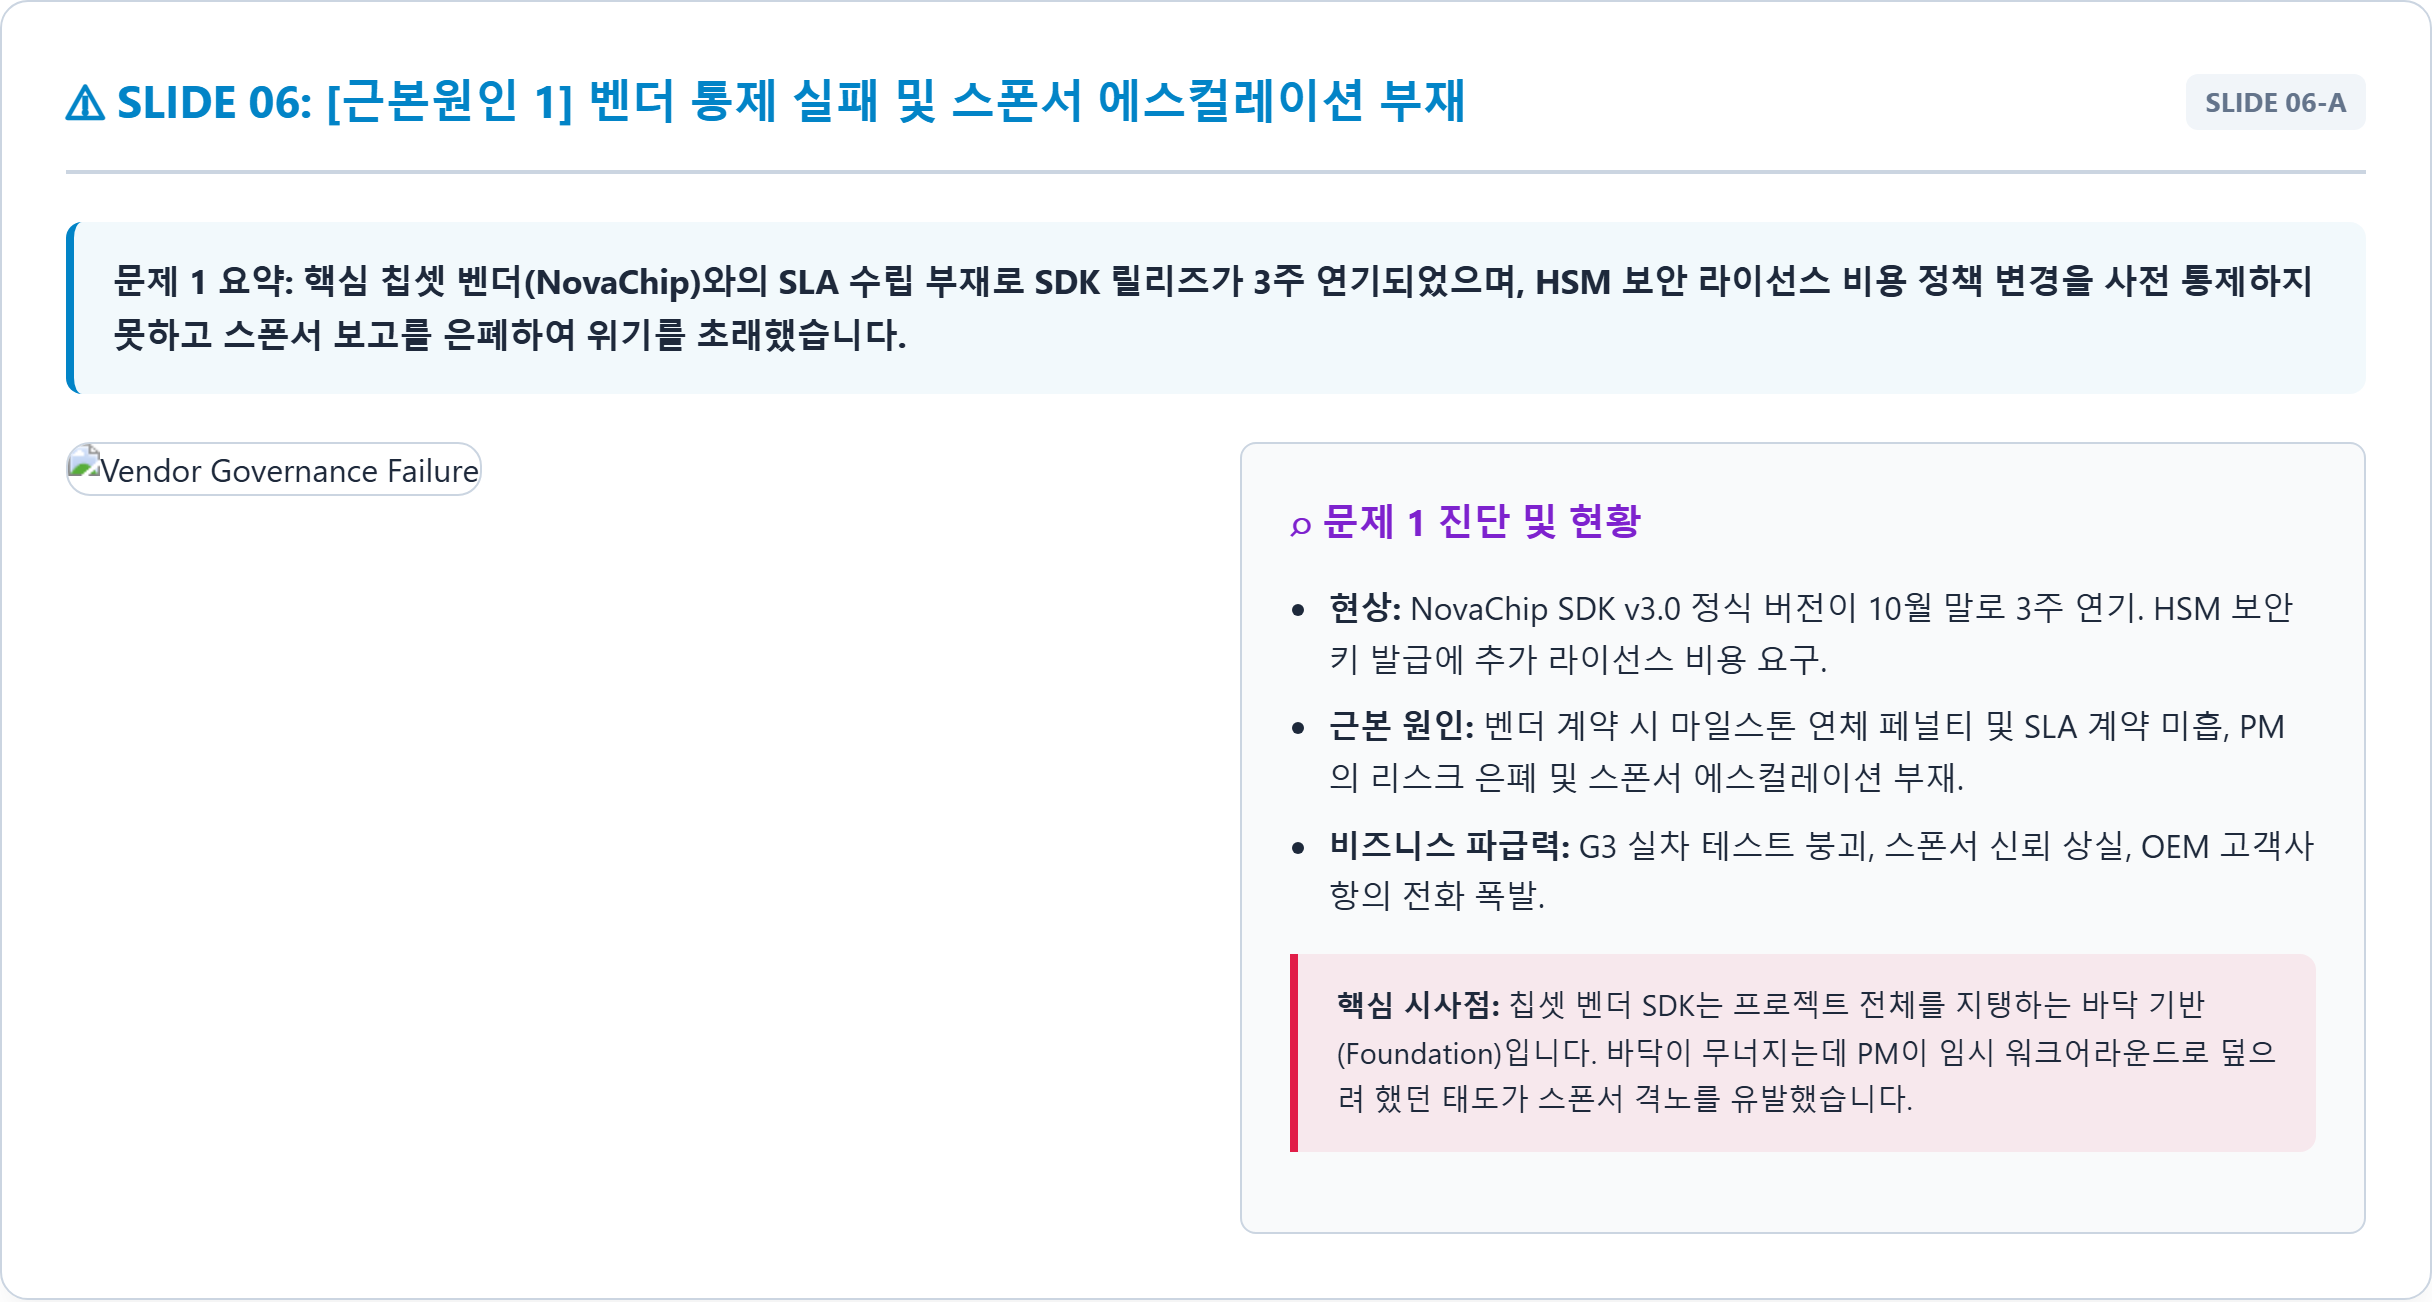 ⚠ SLIDE 06: [근본원인 1] 벤더 통제 실패 및 스폰서 에스컬레이션 부재
SLIDE 06-A
문제 1 요약: 핵심 칩셋 벤더(NovaChip)와의 SLA 수립 부재로 SDK 릴리즈가 3주 연기되었으며, HSM 보안 라이선스 비용 정책 변경을 사전 통제하지
못하고 스폰서 보고를 은폐하여 위기를 초래했습니다.
Vendor Governance Failure
문제 1 진단 및 현황
• 현상: NovaChip SDK v3.0 정식 버전이 10월 말로 3주 연기. HSM 보안
키 발급에 추가 라이선스 비용 요구.
• 근본 원인: 벤더 계약 시 마일스톤 연체 페널티 및 SLA 계약 미흡, PM
의 리스크 은폐 및 스폰서 에스컬레이션 부재.
• 비즈니스 파급력: G3 실차 테스트 붕괴, 스폰서 신뢰 상실, OEM 고객사
항의 전화 폭발.
핵심 시사점: 칩셋 벤더 SDK는 프로젝트 전체를 지탱하는 바닥 기반
(Foundation)입니다. 바닥이 무너지는데 PM이 임시 워크어라운드로 덮으
려 했던 태도가 스폰서 격노를 유발했습니다.